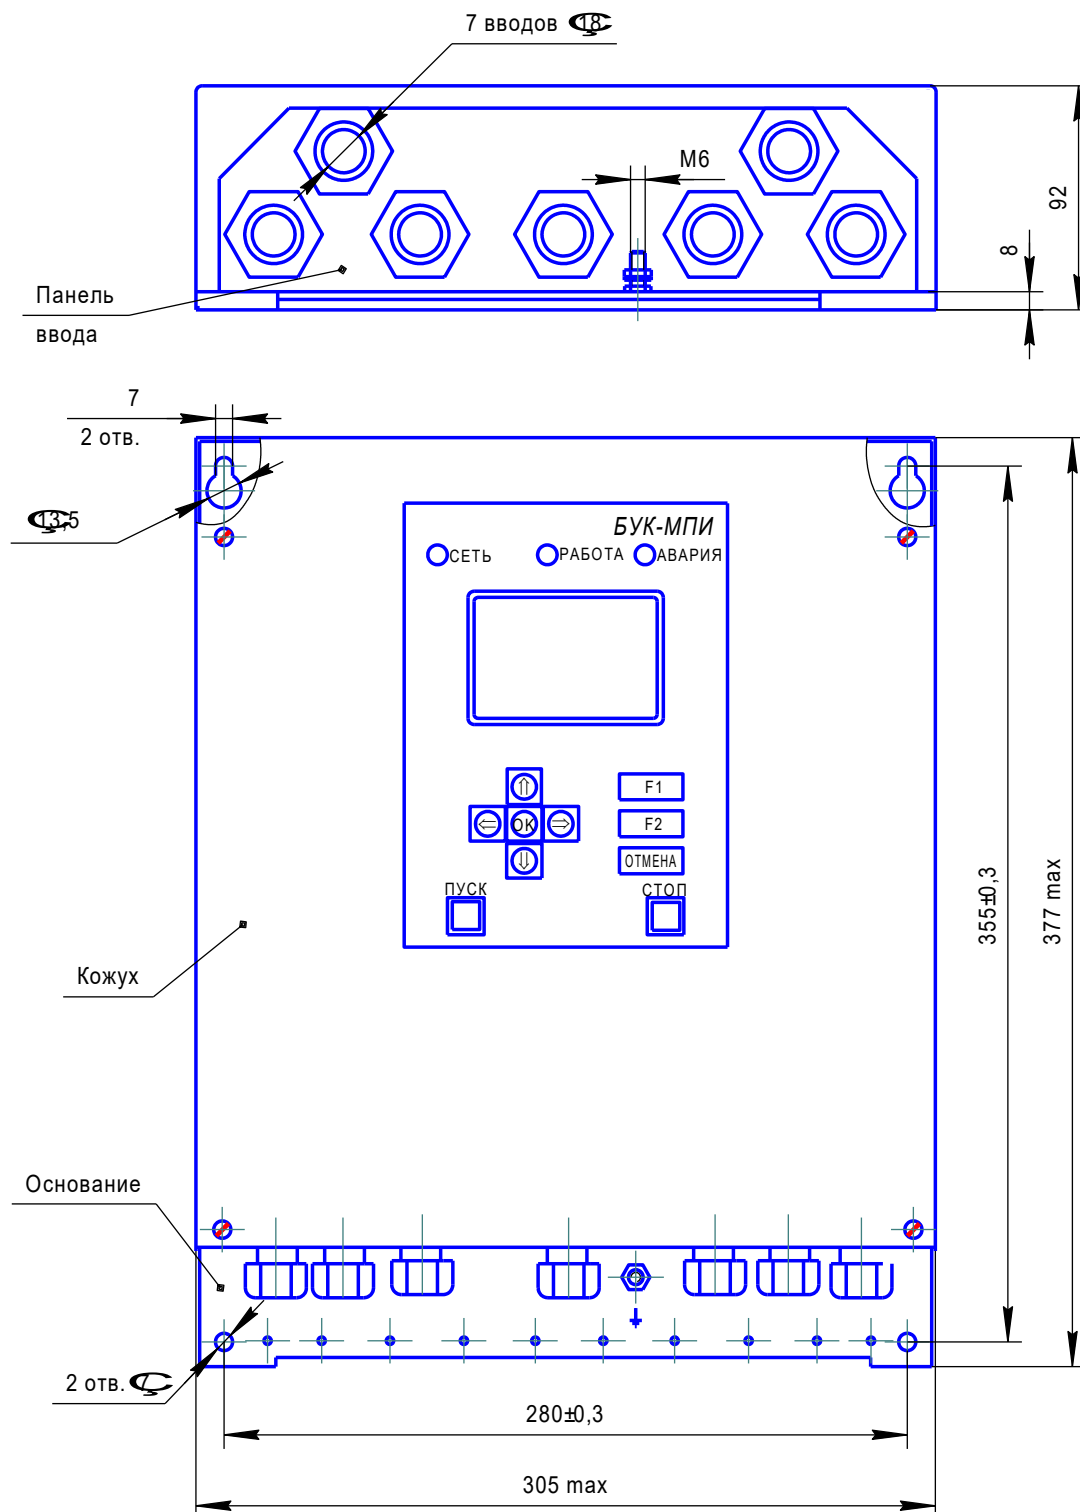 7 вводов 18
М6
92
8
Панель
ввода
7
2 отв.
13,5
БУК-МПИ
СЕТЬ
РАБОТА
АВАРИЯ
⇑
F1
⇐
OK
⇒
F2
⇓
ОТМЕНА
ПУСК
СТОП
355±0,3
377 max
Кожух
Основание
2 отв.
280±0,3
305 max